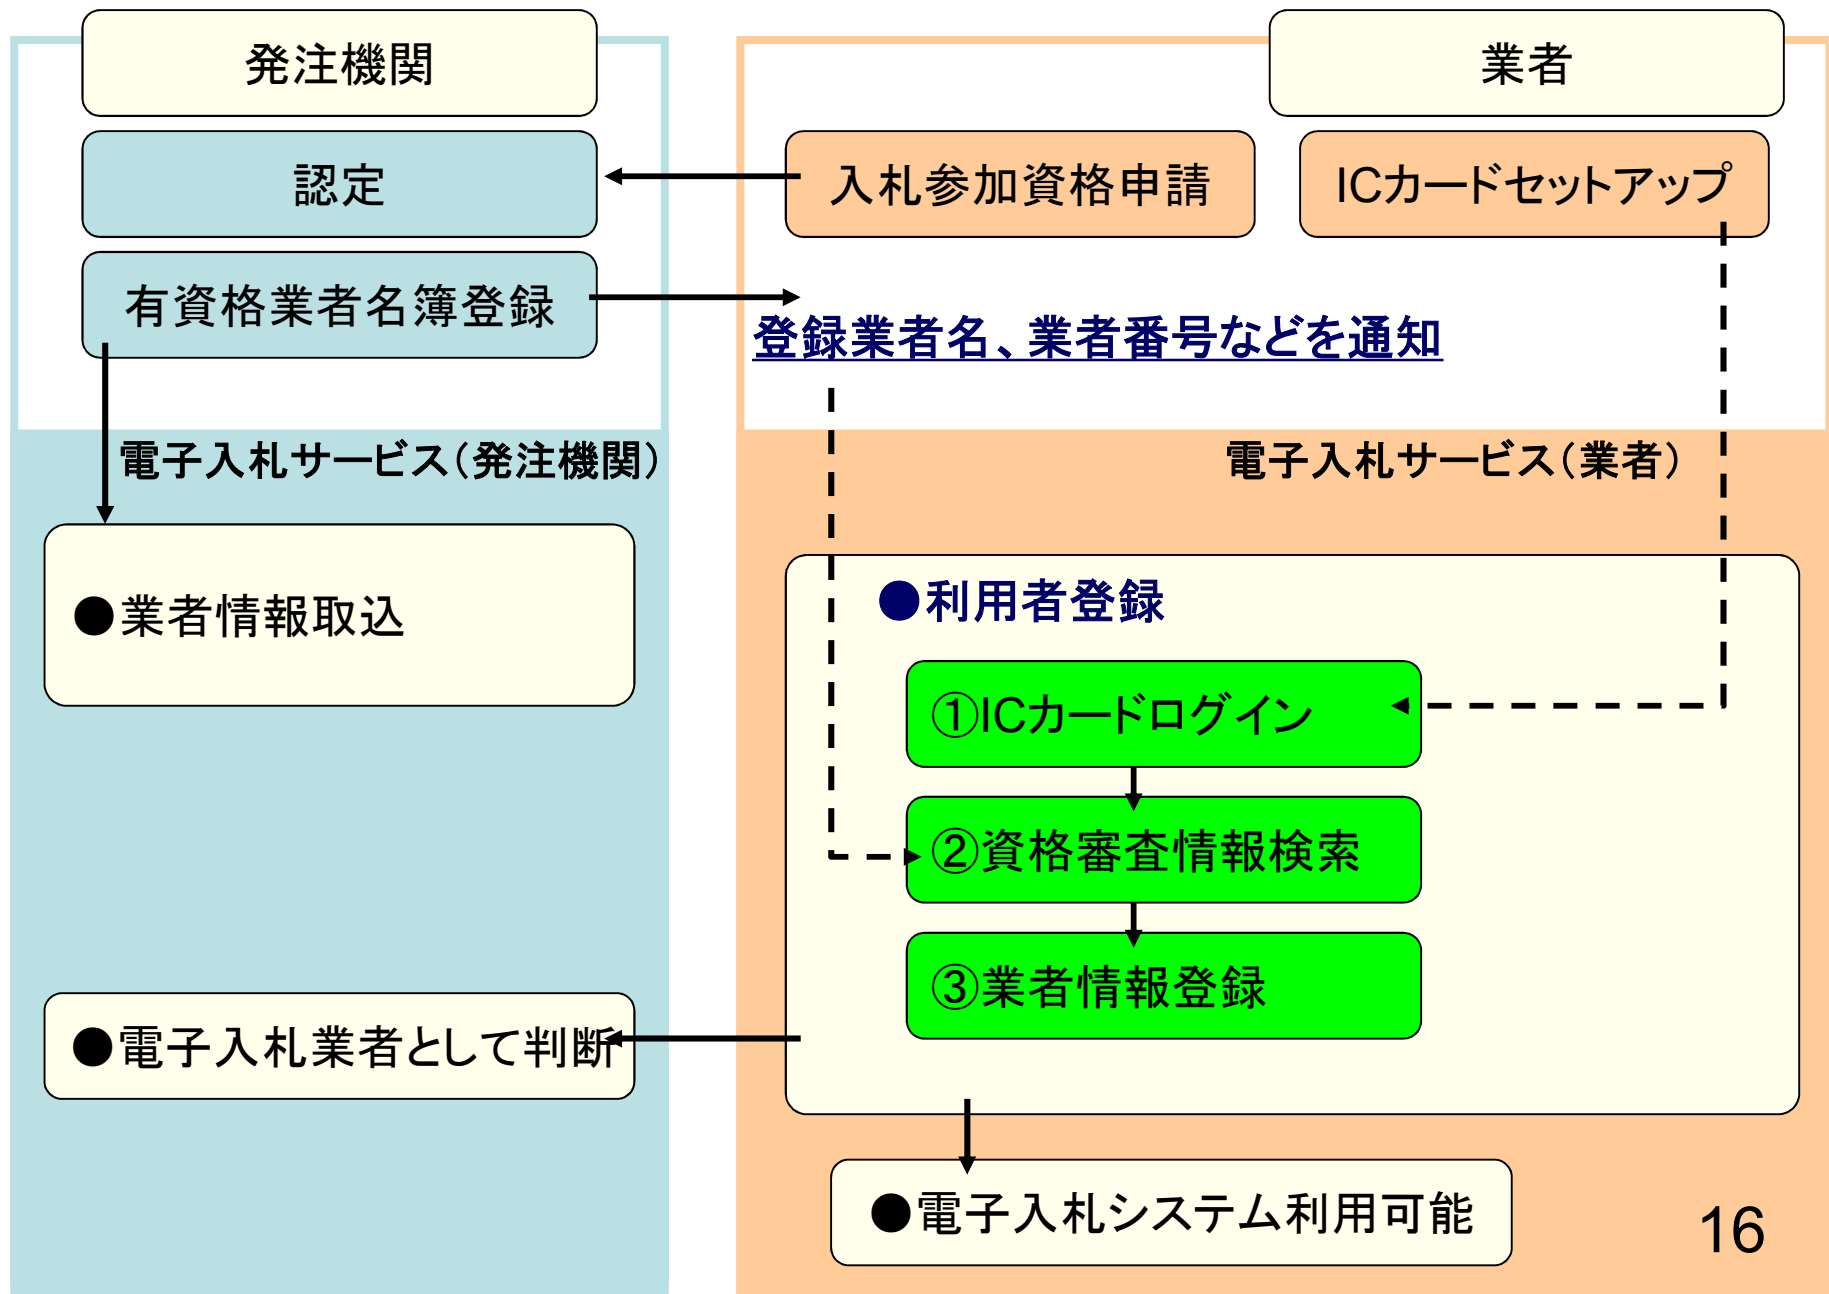 発注機関
業者
認定
入札参加資格申請
ICカードセットアップ
有資格業者名簿登録
登録業者名、業者番号などを通知
電子入札サービス(発注機関)
電子入札サービス(業者)
●業者情報取込
●利用者登録
①ICカードログイン
②資格審査情報検索
③業者情報登録
●電子入札業者として判断
●電子入札システム利用可能
16